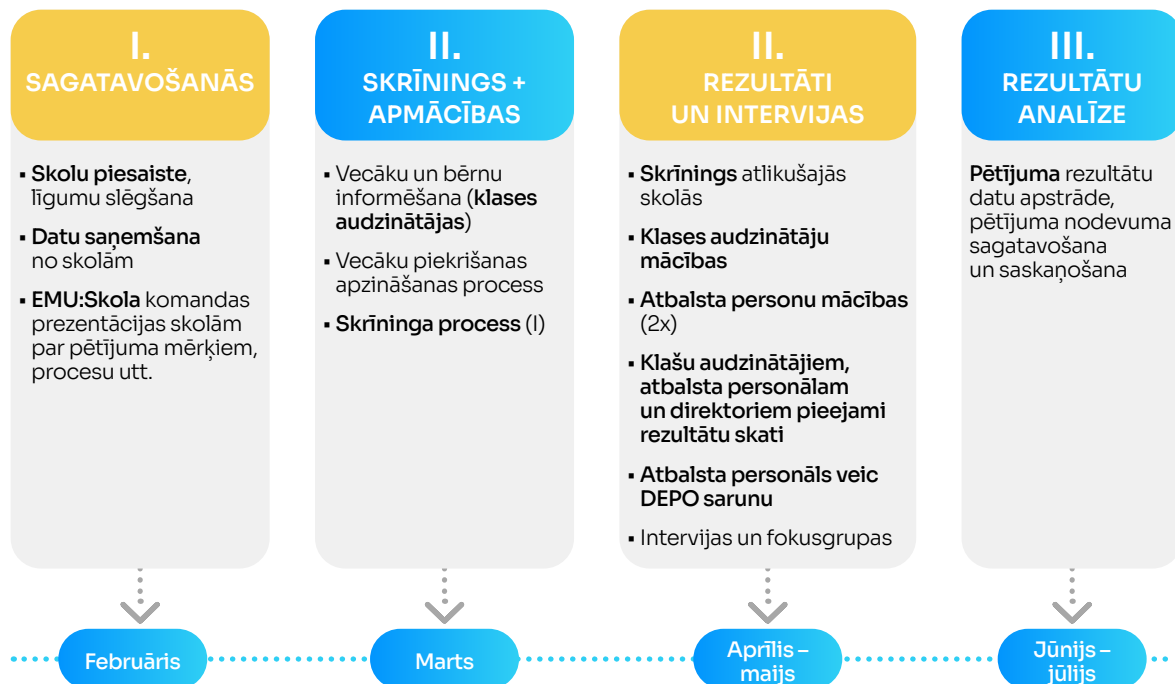 I.
SAGATAVOŠANĀS
▪ Skolu piesaiste,
līgumu slēgšana
▪ Datu saņemšana
no skolām
▪ EMU:Skola komandas
prezentācijas skolām
par pētījuma mērķiem,
procesu utt.
Februāris
II.
SKRĪNINGS +
APMĀCĪBAS
▪ Vecāku un bērnu
informēšana (klases
audzinātājas)
▪ Vecāku piekrišanas
apzināšanas process
▪ Skrīninga process (I)
Marts
II.
REZULTĀTI
UN INTERVIJAS
▪ Skrīnings atlikušajās
skolās
▪ Klases audzinātāju
mācības
▪ Atbalsta personu mācības
(2x)
▪ Klašu audzinātājiem,
atbalsta personālam
un direktoriem pieejami
rezultātu skati
▪ Atbalsta personāls veic
DEPO sarunu
▪ Intervijas un fokusgrupas
Aprīlis –
maijs
III.
REZULTĀTU
ANALĪZE
Pētījuma rezultātu
datu apstrāde,
pētījuma nodevuma
sagatavošana
un saskaņošana
Jūnijs –
jūlijs